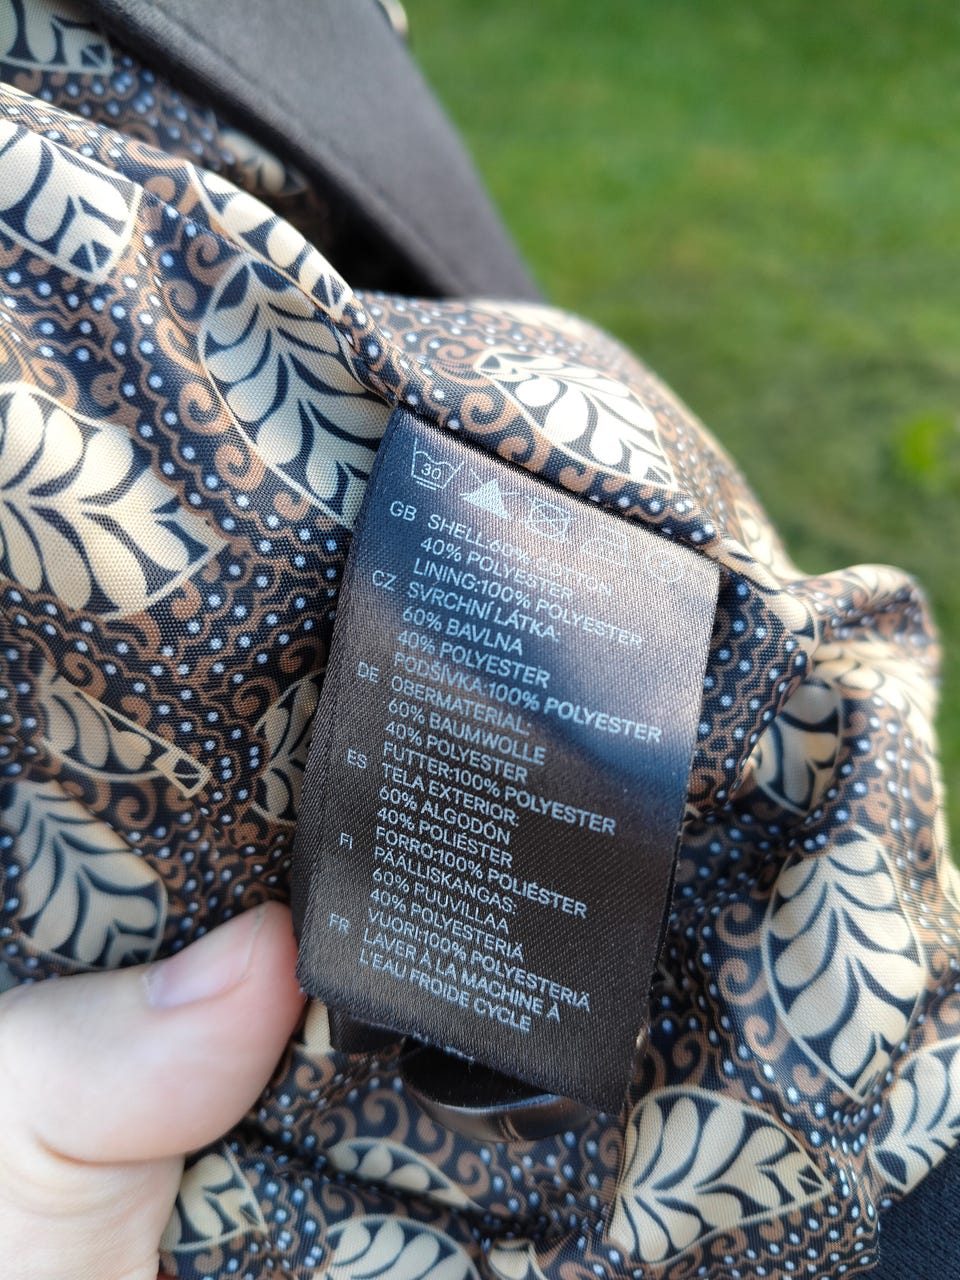 30
GB SHELL:60% COTTON
40% POLYESTER
LINING:100% POLYESTER
CZ SVRCHNÍ LÁTKA:
60% BAVLNA
40% POLYESTER
PODŠÍVKA:100% POLYESTER
DE OBERMATERIAL:
60% BAUMWOLLE
40% POLYESTER
FUTTER:100% POLYESTER
ES TELA EXTERIOR:
60% ALGODÓN
40% POLIÉSTER
FORRO:100% POLIÉSTER
FI PÄÄLLISKANGAS:
60% PUUVILLAA
40% POLYESTERIÄ
VUORI:100% POLYESTERIÄ
FR LAVER À LA MACHINE À
L'EAU FROIDE CYCLE